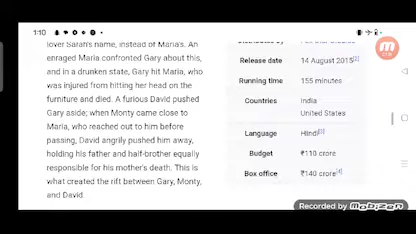 1:10
lover Sarah's name, instead of Maria's. An
enraged Maria confronted Gary about this,
and in a drunken state, Gary hit Maria, who
was injured from hitting her head on the
furniture and died. A furious David pushed
Gary aside; when Monty came close to
Maria, who reached out to him before
passing, David angrily pushed him away,
holding his father and half-brother equally
responsible for his mother's death. This is
what created the rift between Gary, Monty,
and David.
Release date 14 August 2015[2]
Running time 155 minutes
Countries India
United States
Language Hindi[3]
Budget ₹110 crore
Box office ₹140 crore[4]
Recorded by Mobizen